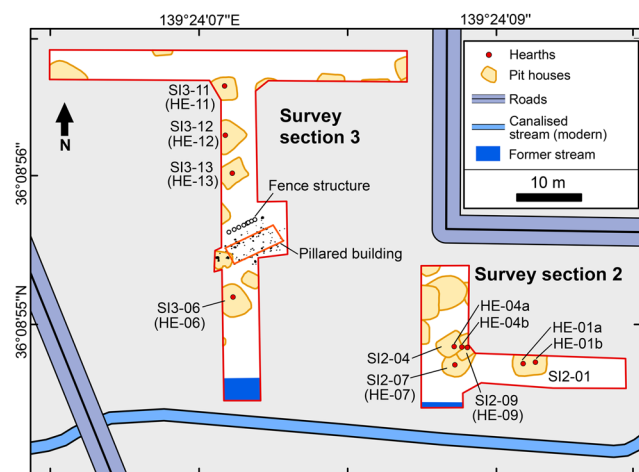 139°24'07"E
139°24'09"
36°08'56"
36°08'55"N
Hearths
Pit houses
Roads
Canalised
stream (modern)
Former stream
10 m
N
SI3-11
(HE-11)
SI3-12
(HE-12)
SI3-13
(HE-13)
Survey
section 3
Fence structure
Pillared building
SI3-06
(HE-06)
Survey section 2
HE-04a
HE-04b
HE-01a
HE-01b
SI2-04
SI2-07
(HE-07)
SI2-09
(HE-09)
SI2-01